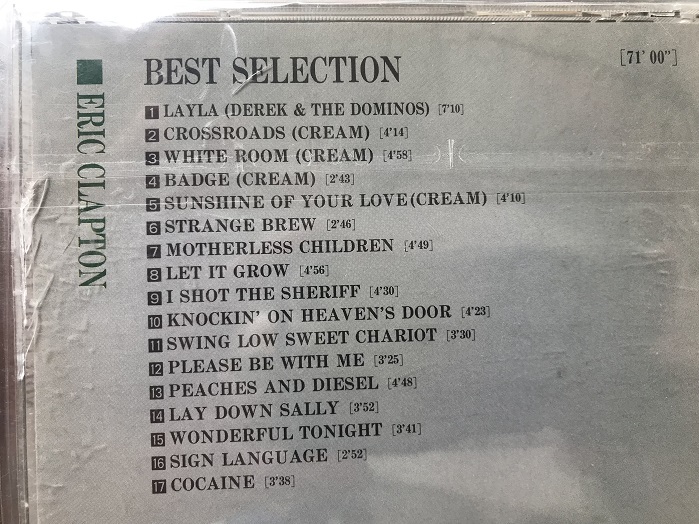 ■ ERIC CLAPTON
BEST SELECTION
[71' 00"]
1 LAYLA (DEREK & THE DOMINOS) [7'10]
2 CROSSROADS (CREAM) [4'14]
3 WHITE ROOM (CREAM) [4'58]
4 BADGE (CREAM) [2'43]
5 SUNSHINE OF YOUR LOVE(CREAM) [4'10]
6 STRANGE BREW [2'46]
7 MOTHERLESS CHILDREN [4'49]
8 LET IT GROW [4'56]
9 I SHOT THE SHERIFF [4'30]
10 KNOCKIN' ON HEAVEN'S DOOR [4'23]
11 SWING LOW SWEET CHARIOT [3'30]
12 PLEASE BE WITH ME [3'25]
13 PEACHES AND DIESEL [4'48]
14 LAY DOWN SALLY [3'52]
15 WONDERFUL TONIGHT [3'41]
16 SIGN LANGUAGE [2'52]
17 COCAINE [3'38]